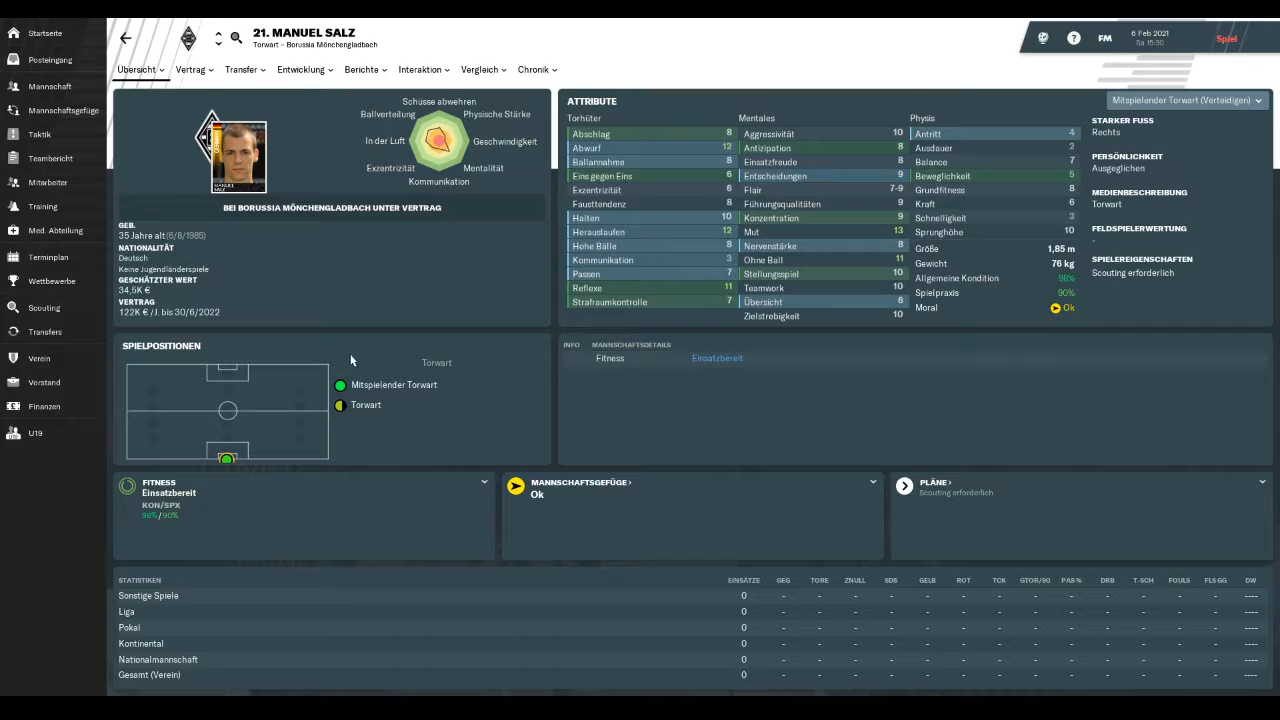 Startseite
Posteingang
Mannschaft
Mannschaftsgefüge
Taktik
Teambericht
Mitarbeiter
Training
Med. Abteilung
Terminplan
Wettbewerbe
Scouting
Transfers
Verein
Vorstand
Finanzen
U19
21. MANUEL SALZ
Torwart – Borussia Mönchengladbach
? FM 6 Feb 2021
Sa 15:30
Spiel
Übersicht Vertrag Transfer Entwicklung Berichte Interaktion Vergleich Chronik
MANUEL
SALZ
Schüsse abwehren
Ballverteilung Physische Stärke
In der Luft Geschwindigkeit
Exzentrizität Mentalität
Kommunikation
BEI BORUSSIA MÖNCHENGLADBACH UNTER VERTRAG
GEB.
35 Jahre alt (6/8/1985)
NATIONALITÄT
Deutsch
Keine Jugendländerspiele
GESCHÄTZTER WERT
34,5K €
VERTRAG
122K € /J. bis 30/6/2022
ATTRIBUTE
Mitspielender Torwart (Verteidigen)
Torhüter Mentales Physis
Abschlag 8 Aggressivität 10 Antritt 4
Abwurf 12 Antizipation 8 Ausdauer 2
Ballannahme 8 Einsatzfreude 8 Balance 7
Eins gegen Eins 6 Entscheidungen 9 Beweglichkeit 5
Exzentrizität 6 Flair 7-9 Grundfitness 8
Fausttendenz 8 Führungsqualitäten 9 Kraft 6
Halten 10 Konzentration 9 Schnelligkeit 3
Herauslaufen 12 Mut 13 Sprunghöhe 10
Hohe Bälle 8 Nervenstärke 8 Größe 1,85 m
Kommunikation 3 Ohne Ball 11 Gewicht 76 kg
Passen 7 Stellungsspiel 10 Allgemeine Kondition 98%
Reflexe 11 Teamwork 10 Spielpraxis 90%
Strafraumkontrolle 7 Übersicht 6 Moral Ok
Zielstrebigkeit 10
STARKER FUSS
Rechts
PERSÖNLICHKEIT
Ausgeglichen
MEDIENBESCHREIBUNG
Torwart
FELDSPIELERWERTUNG
-
SPIELEREIGENSCHAFTEN
Scouting erforderlich
SPIELPOSITIONEN
Torwart
Mitspielender Torwart
Torwart
INFO MANNSCHAFTSDETAILS
Fitness Einsatzbereit
FITNESS
Einsatzbereit
KON/SPX
98%/90%
MANNSCHAFTSGEFÜGE ›
Ok
PLÄNE ›
Scouting erforderlich
STATISTIKEN EINSÄTZE GEG TORE ZNULL SDS GELB ROT TCK GTOR/90 PAS % DRB T-SCH FOULS FLS GG DW
Sonstige Spiele 0 - - - - - - - - - - - - - ----
Liga 0 - - - - - - - - - - - - - ----
Pokal 0 - - - - - - - - - - - - - ----
Kontinental 0 - - - - - - - - - - - - - ----
Nationalmannschaft 0 - - - - - - - - - - - - - ----
Gesamt (Verein) 0 - - - - - - - - - - - - - ----